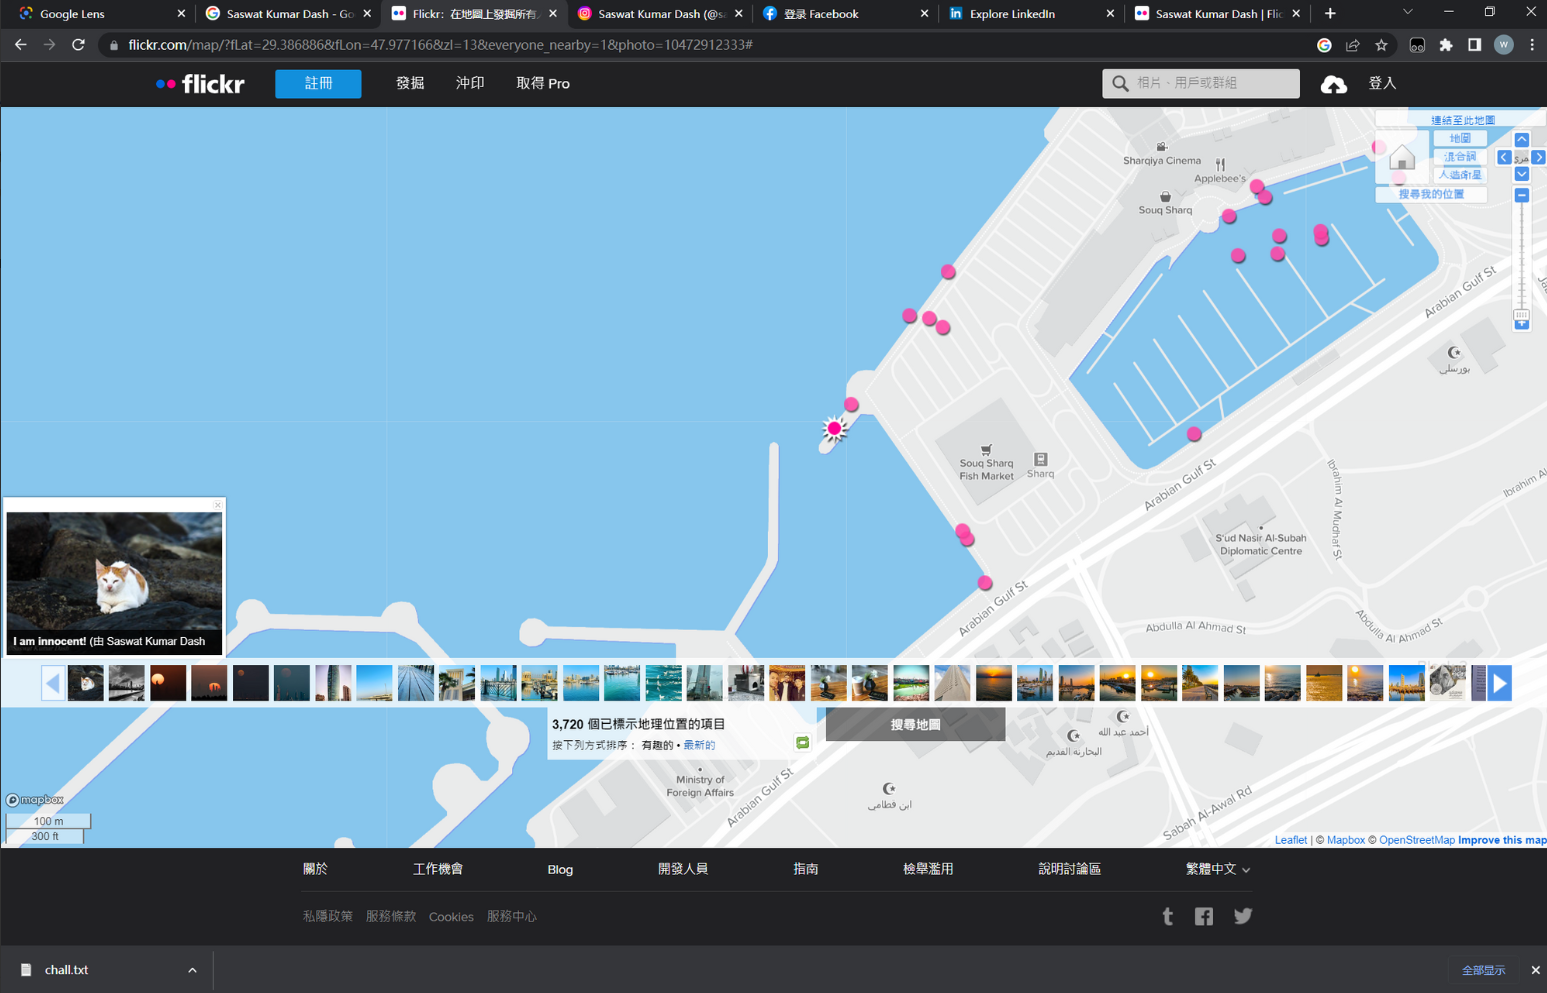 Google Lens
Saswat Kumar Dash - Go
Flickr: 在地圖上發掘所有
Saswat Kumar Dash (@sa
登录 Facebook
Explore LinkedIn
Saswat Kumar Dash | Flic
flickr.com/map/?fLat=29.386886&fLon=47.977166&zl=13&everyone_nearby=1&photo=10472912333#
W
flickr
註冊
發掘
沖印
取得 Pro
相片、用戶或群組
登入
連結至此地圖
地圖
混合詞
人造衛星
搜尋我的位置
Sharqiya Cinema
Applebee's
Souq Sharq
Arabian Gulf St
بورسلي
Souq Sharq
Fish Market
Sharq
Arabian Gulf St
Ibrahim Al Mudhaf St
Ibrahim Al
S'ud Nasir Al-Subah
Diplomatic Centre
Arabian Gulf St
Abdulla Al Ahmad St
Abdulla Al Ahmad St
I am innocent! (由 Saswat Kumar Dash
3,720 個已標示地理位置的項目
按下列方式排序： 有趣的 • 最新的
搜尋地圖
أحمد عبد الله
البحارنه القديم
Ministry of
Foreign Affairs
Arabian Gulf St
ابن فطامي
Sabah Al-Awal Rd
mapbox
100 m
300 ft
Leaflet | © Mapbox © OpenStreetMap Improve this map
關於
工作機會
Blog
開發人員
指南
檢舉濫用
說明討論區
繁體中文
私隱政策
服務條款
Cookies
服務中心
chall.txt
全部显示